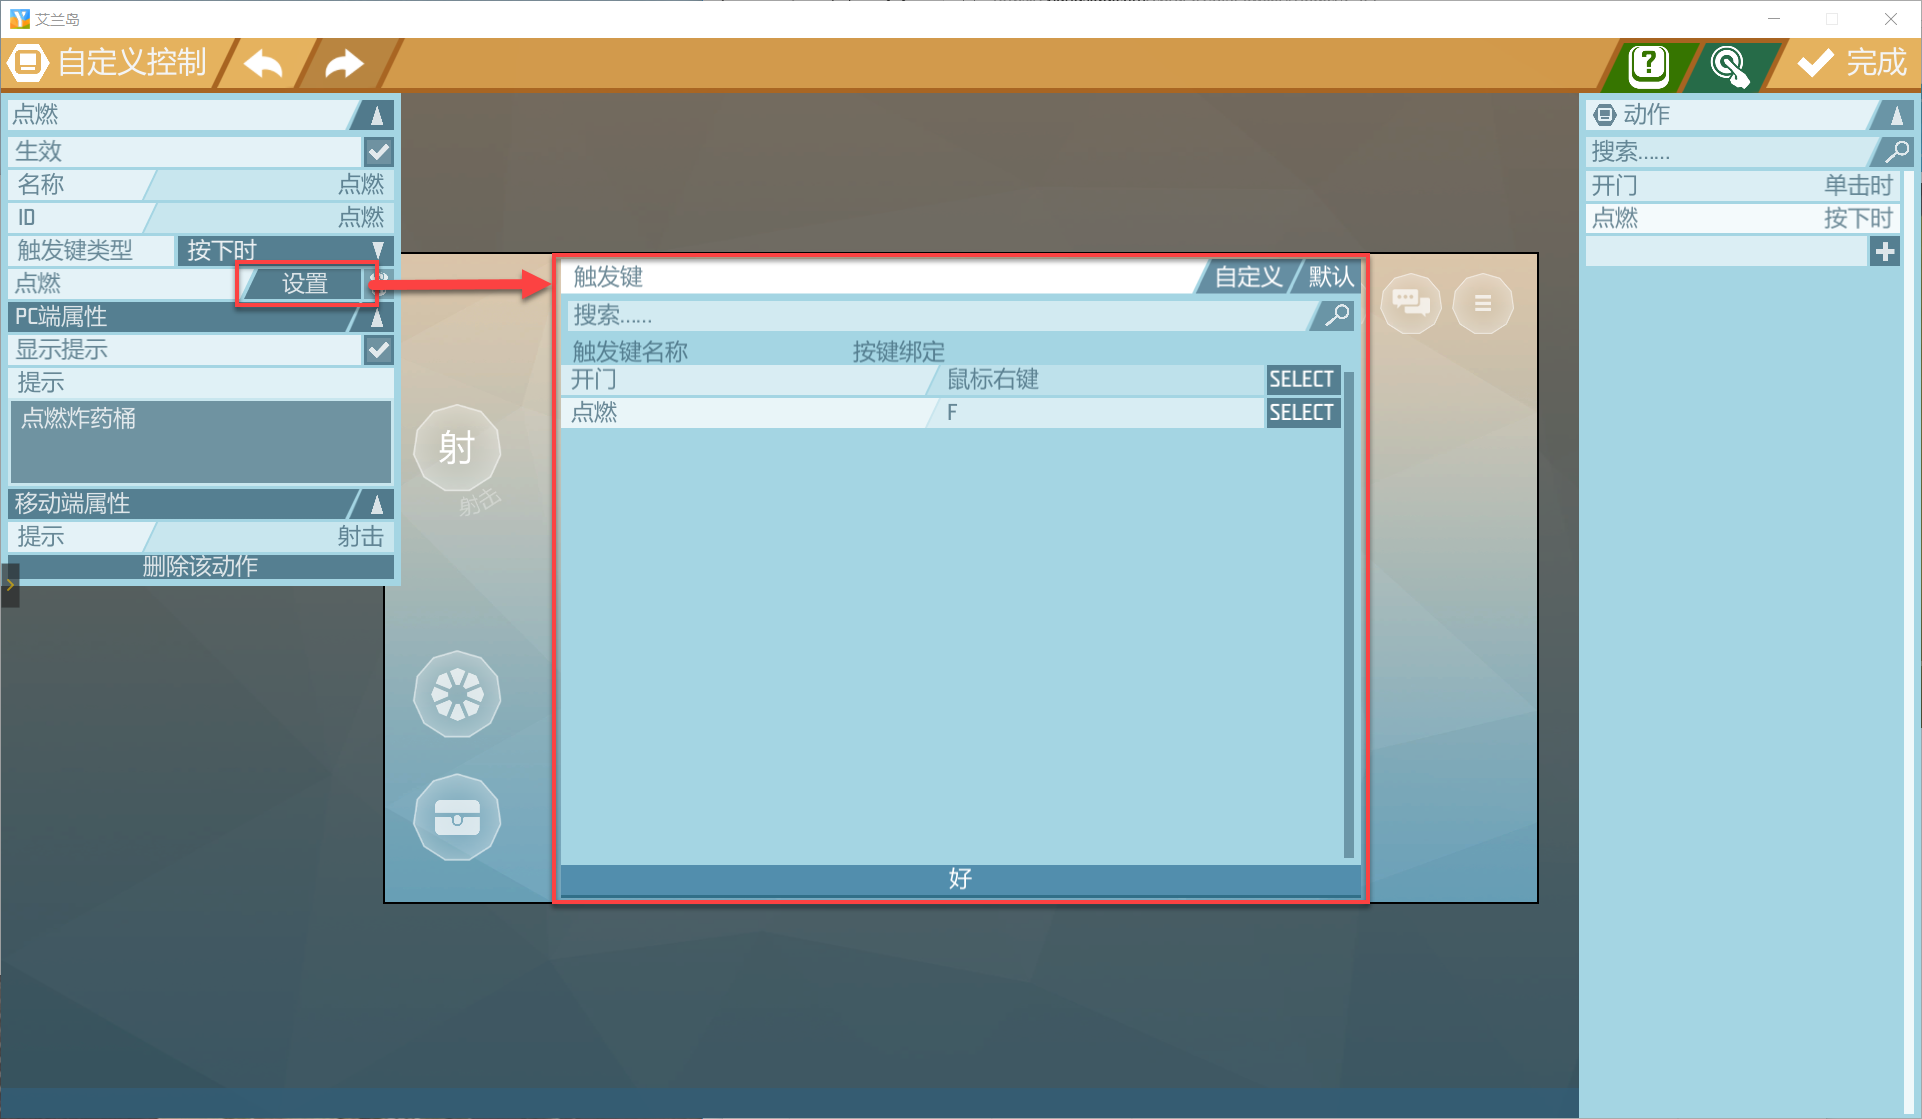 艾兰岛
自定义控制
完成
点燃
生效
名称 点燃
ID 点燃
触发键类型 按下时
点燃 设置
PC端属性
显示提示
提示
点燃炸药桶
移动端属性
提示 射击
删除该动作
射
射击
触发键 自定义 默认
搜索......
触发键名称 按键绑定
开门 鼠标右键 SELECT
点燃 F SELECT
好
动作
搜索......
开门 单击时
点燃 按下时